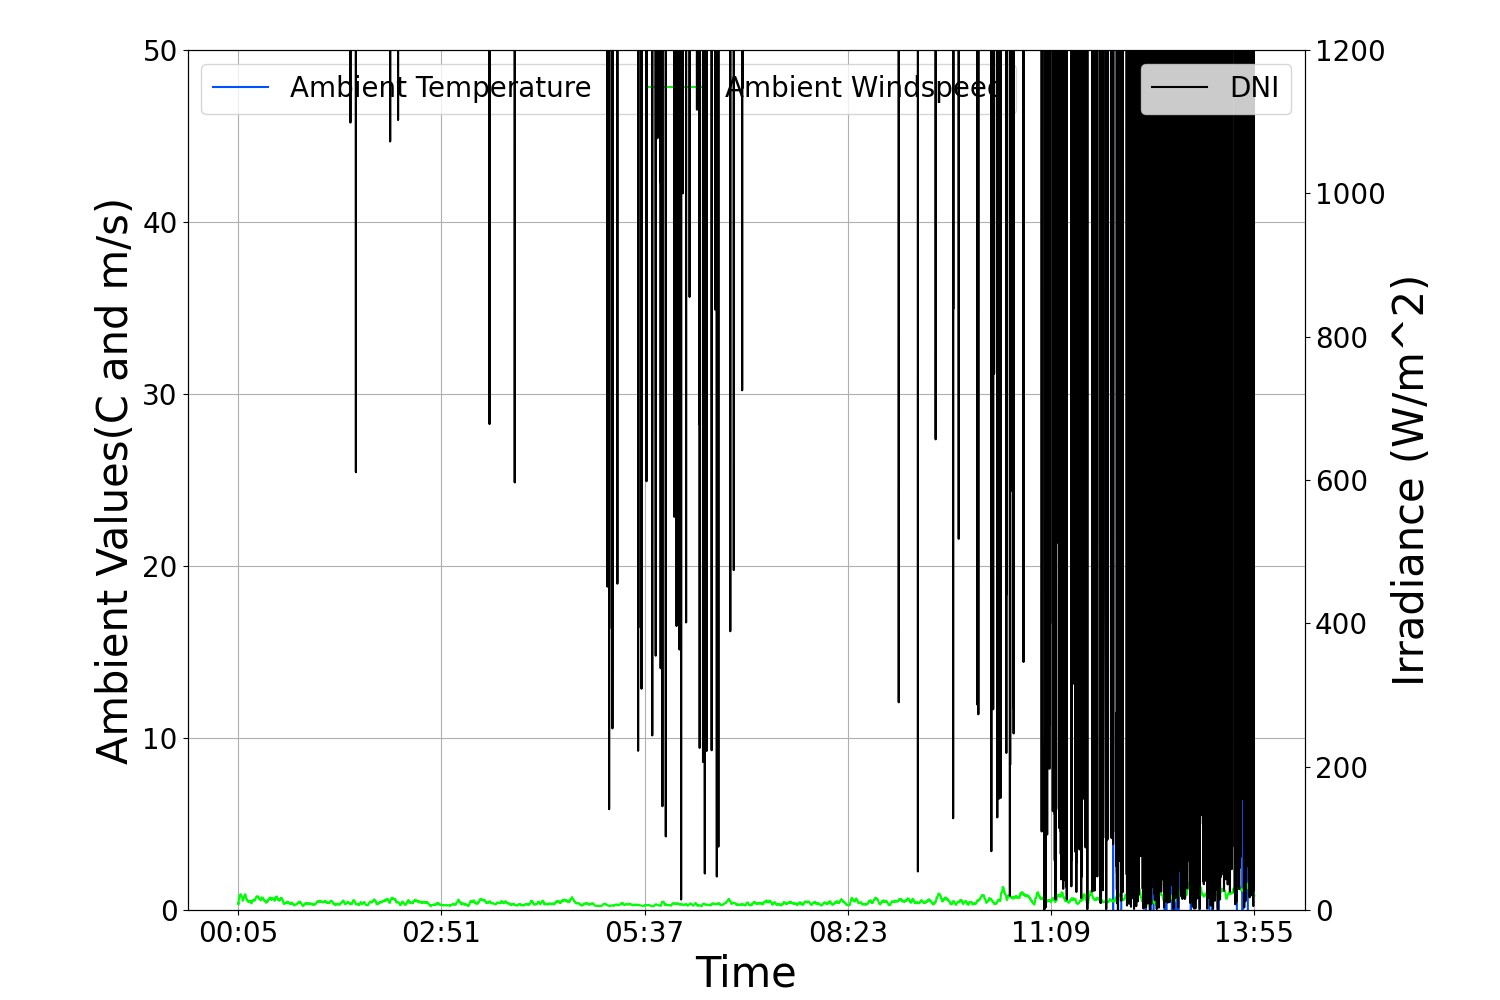 50
40
30
20
10
0
1200
1000
800
600
400
200
0
Ambient Temperature
Ambient Windspeed
DNI
Ambient Values(C and m/s)
Irradiance (W/m^2)
00:05 02:51 05:37 08:23 11:09 13:55
Time